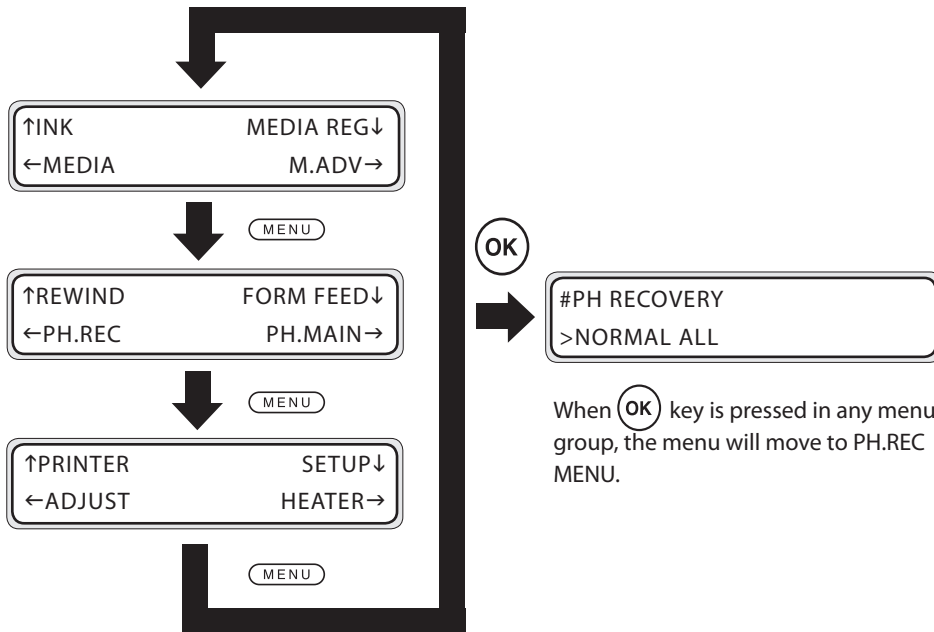 ↑INK MEDIA REG↓
←MEDIA M.ADV→
MENU
↑REWIND FORM FEED↓
←PH.REC PH.MAIN→
MENU
↑PRINTER SETUP↓
←ADJUST HEATER→
MENU
OK
#PH RECOVERY
>NORMAL ALL
When OK key is pressed in any menu
group, the menu will move to PH.REC
MENU.